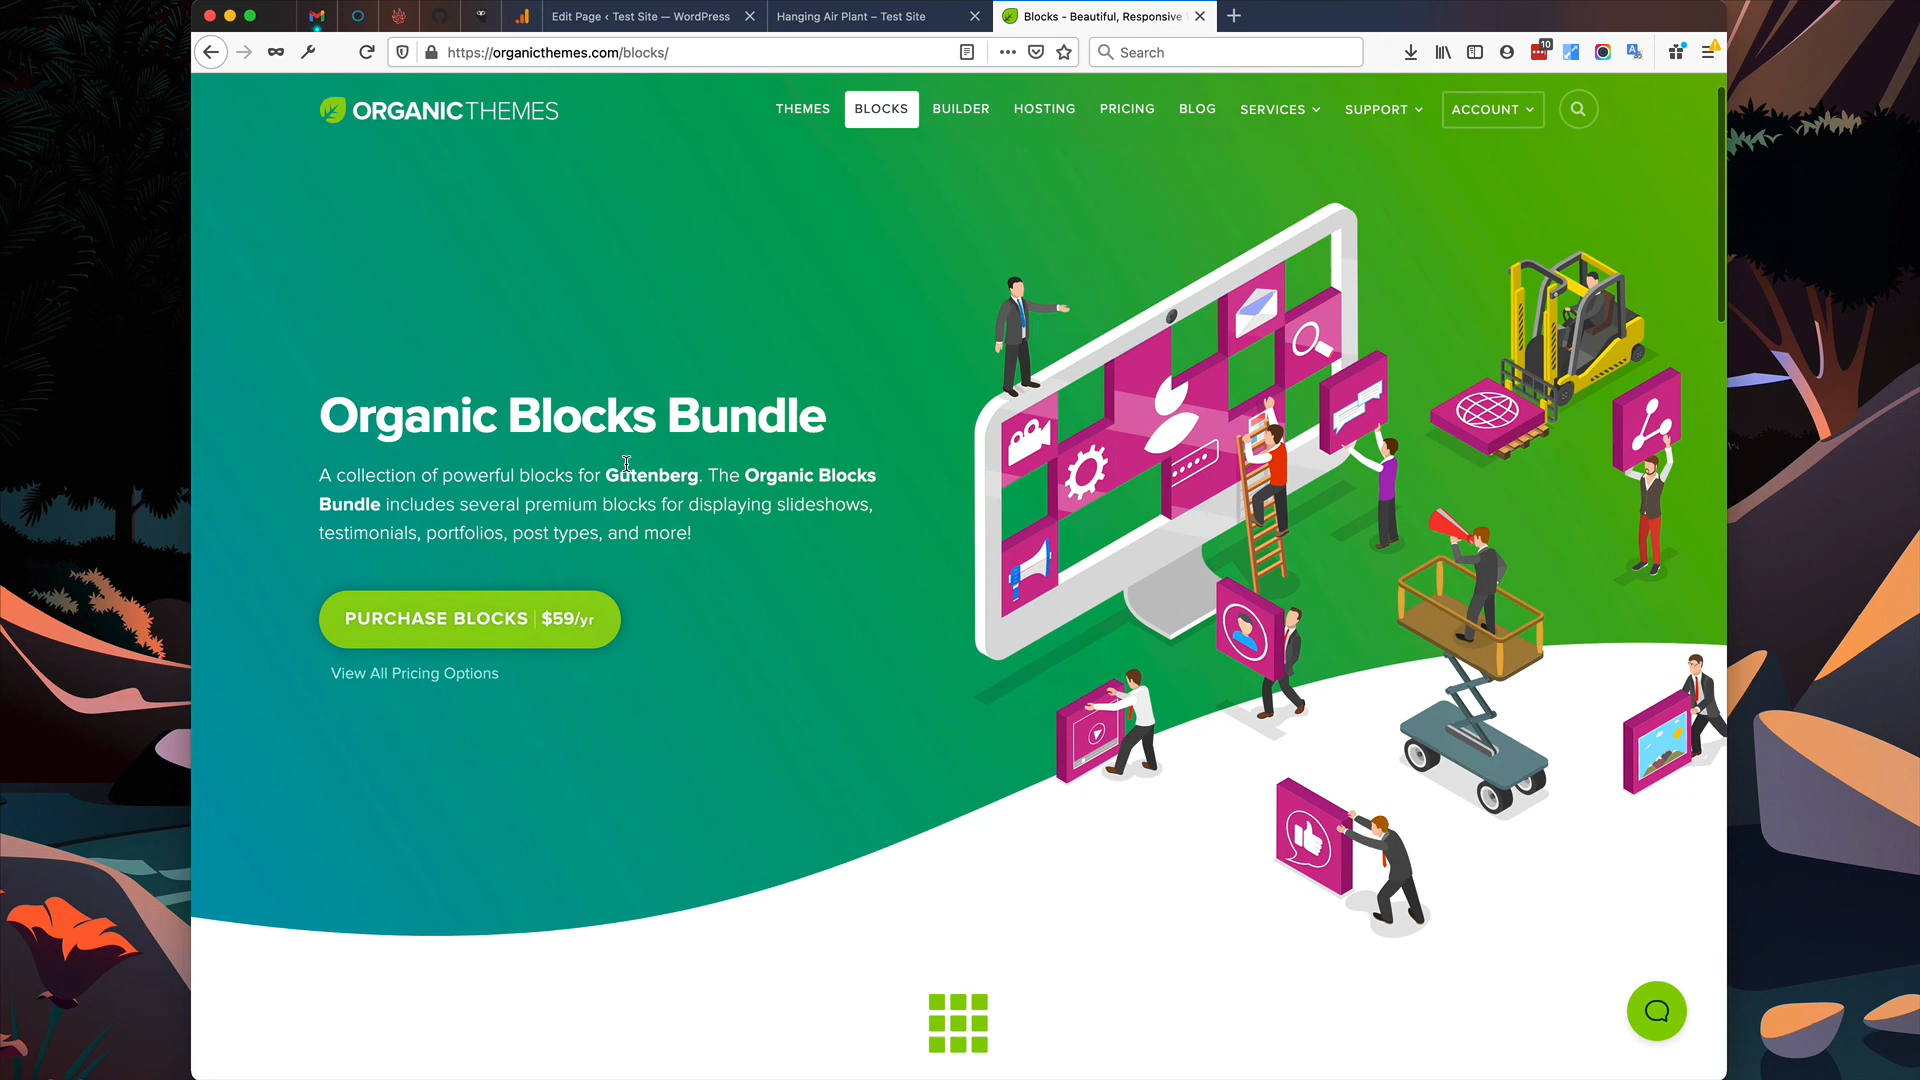 Edit Page ‹ Test Site — WordPress
Hanging Air Plant – Test Site
Blocks - Beautiful, Responsive
https://organicthemes.com/blocks/
Search
10
ORGANICTHEMES
THEMES
BLOCKS
BUILDER
HOSTING
PRICING
BLOG
SERVICES
SUPPORT
ACCOUNT
Organic Blocks Bundle
A collection of powerful blocks for Gutenberg. The Organic Blocks
Bundle includes several premium blocks for displaying slideshows,
testimonials, portfolios, post types, and more!
PURCHASE BLOCKS | $59/yr
View All Pricing Options